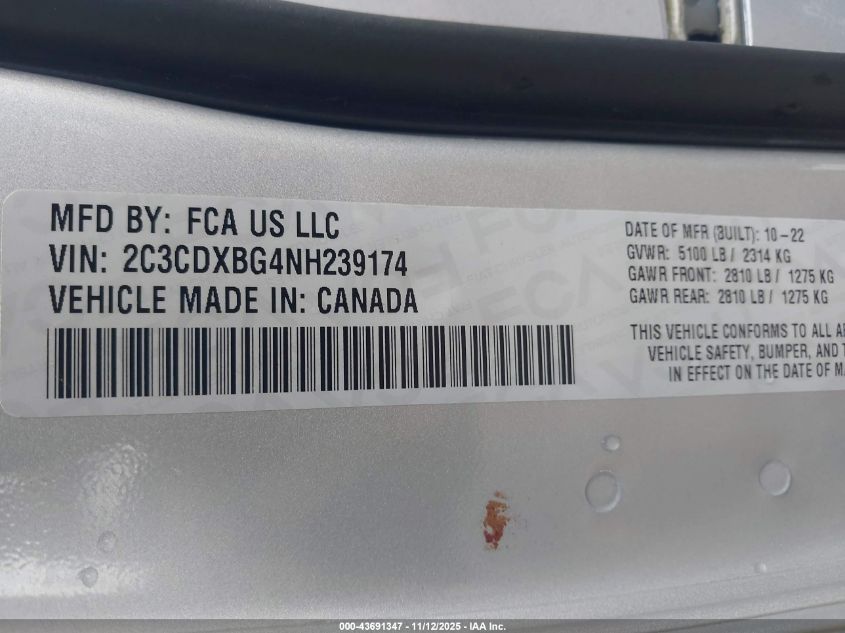 MFD BY: FCA US LLC
VIN: 2C3CDXBG4NH239174
VEHICLE MADE IN: CANADA
DATE OF MFR (BUILT): 10-22
GVWR: 5100 LB / 2314 KG
GAWR FRONT: 2810 LB / 1275 KG
GAWR REAR: 2810 LB / 1275 KG
THIS VEHICLE CONFORMS TO ALL
VEHICLE SAFETY, BUMPER, AND
IN EFFECT ON THE DATE OF
000-43691347 - 11/12/2025 - IAA Inc.